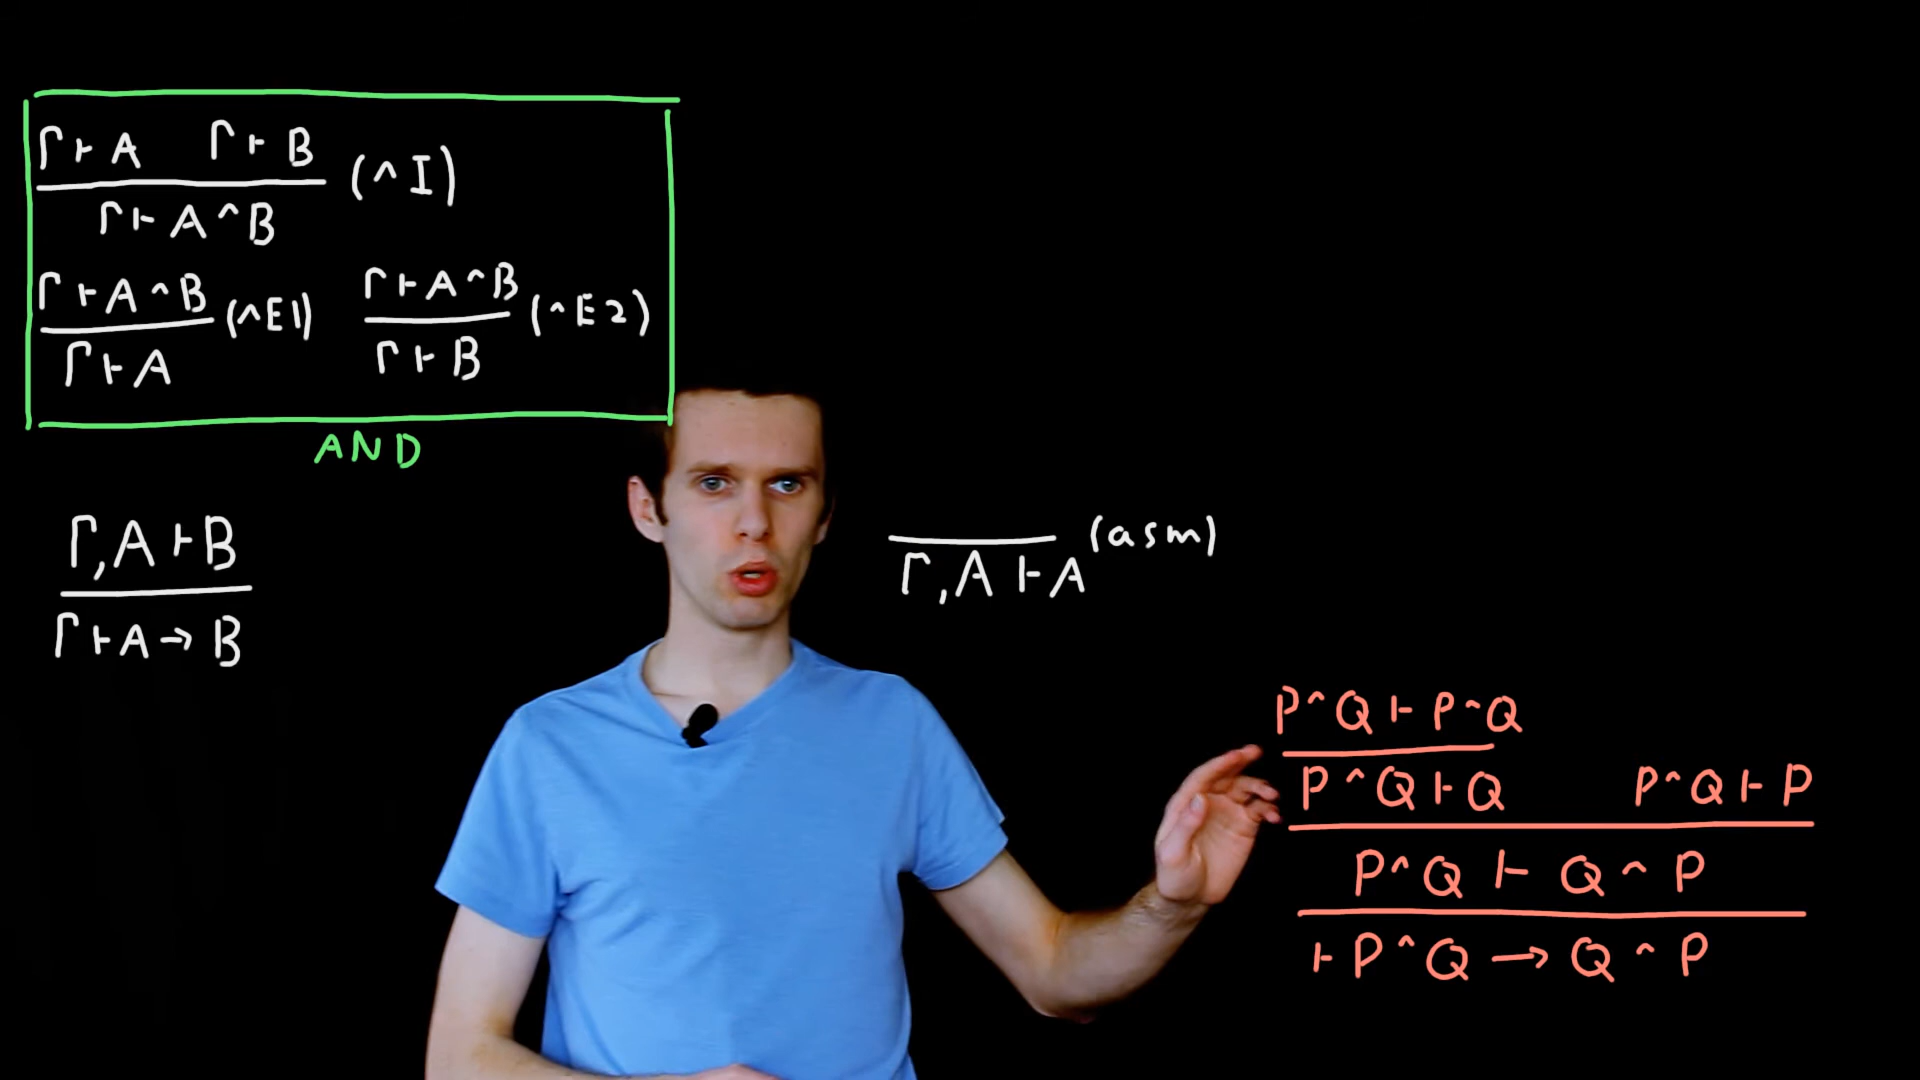 Γ ⊢ A    Γ ⊢ B
(^I)
Γ ⊢ A ^ B
Γ ⊢ A ^ B
(^E1)
Γ ⊢ A
Γ ⊢ A ^ B
(^E2)
Γ ⊢ B
AND
Γ, A ⊢ B
Γ ⊢ A → B
(asm)
Γ, A ⊢ A
P ^ Q ⊢ P ^ Q
P ^ Q ⊢ Q    P ^ Q ⊢ P
P ^ Q ⊢ Q ^ P
⊢ P ^ Q → Q ^ P